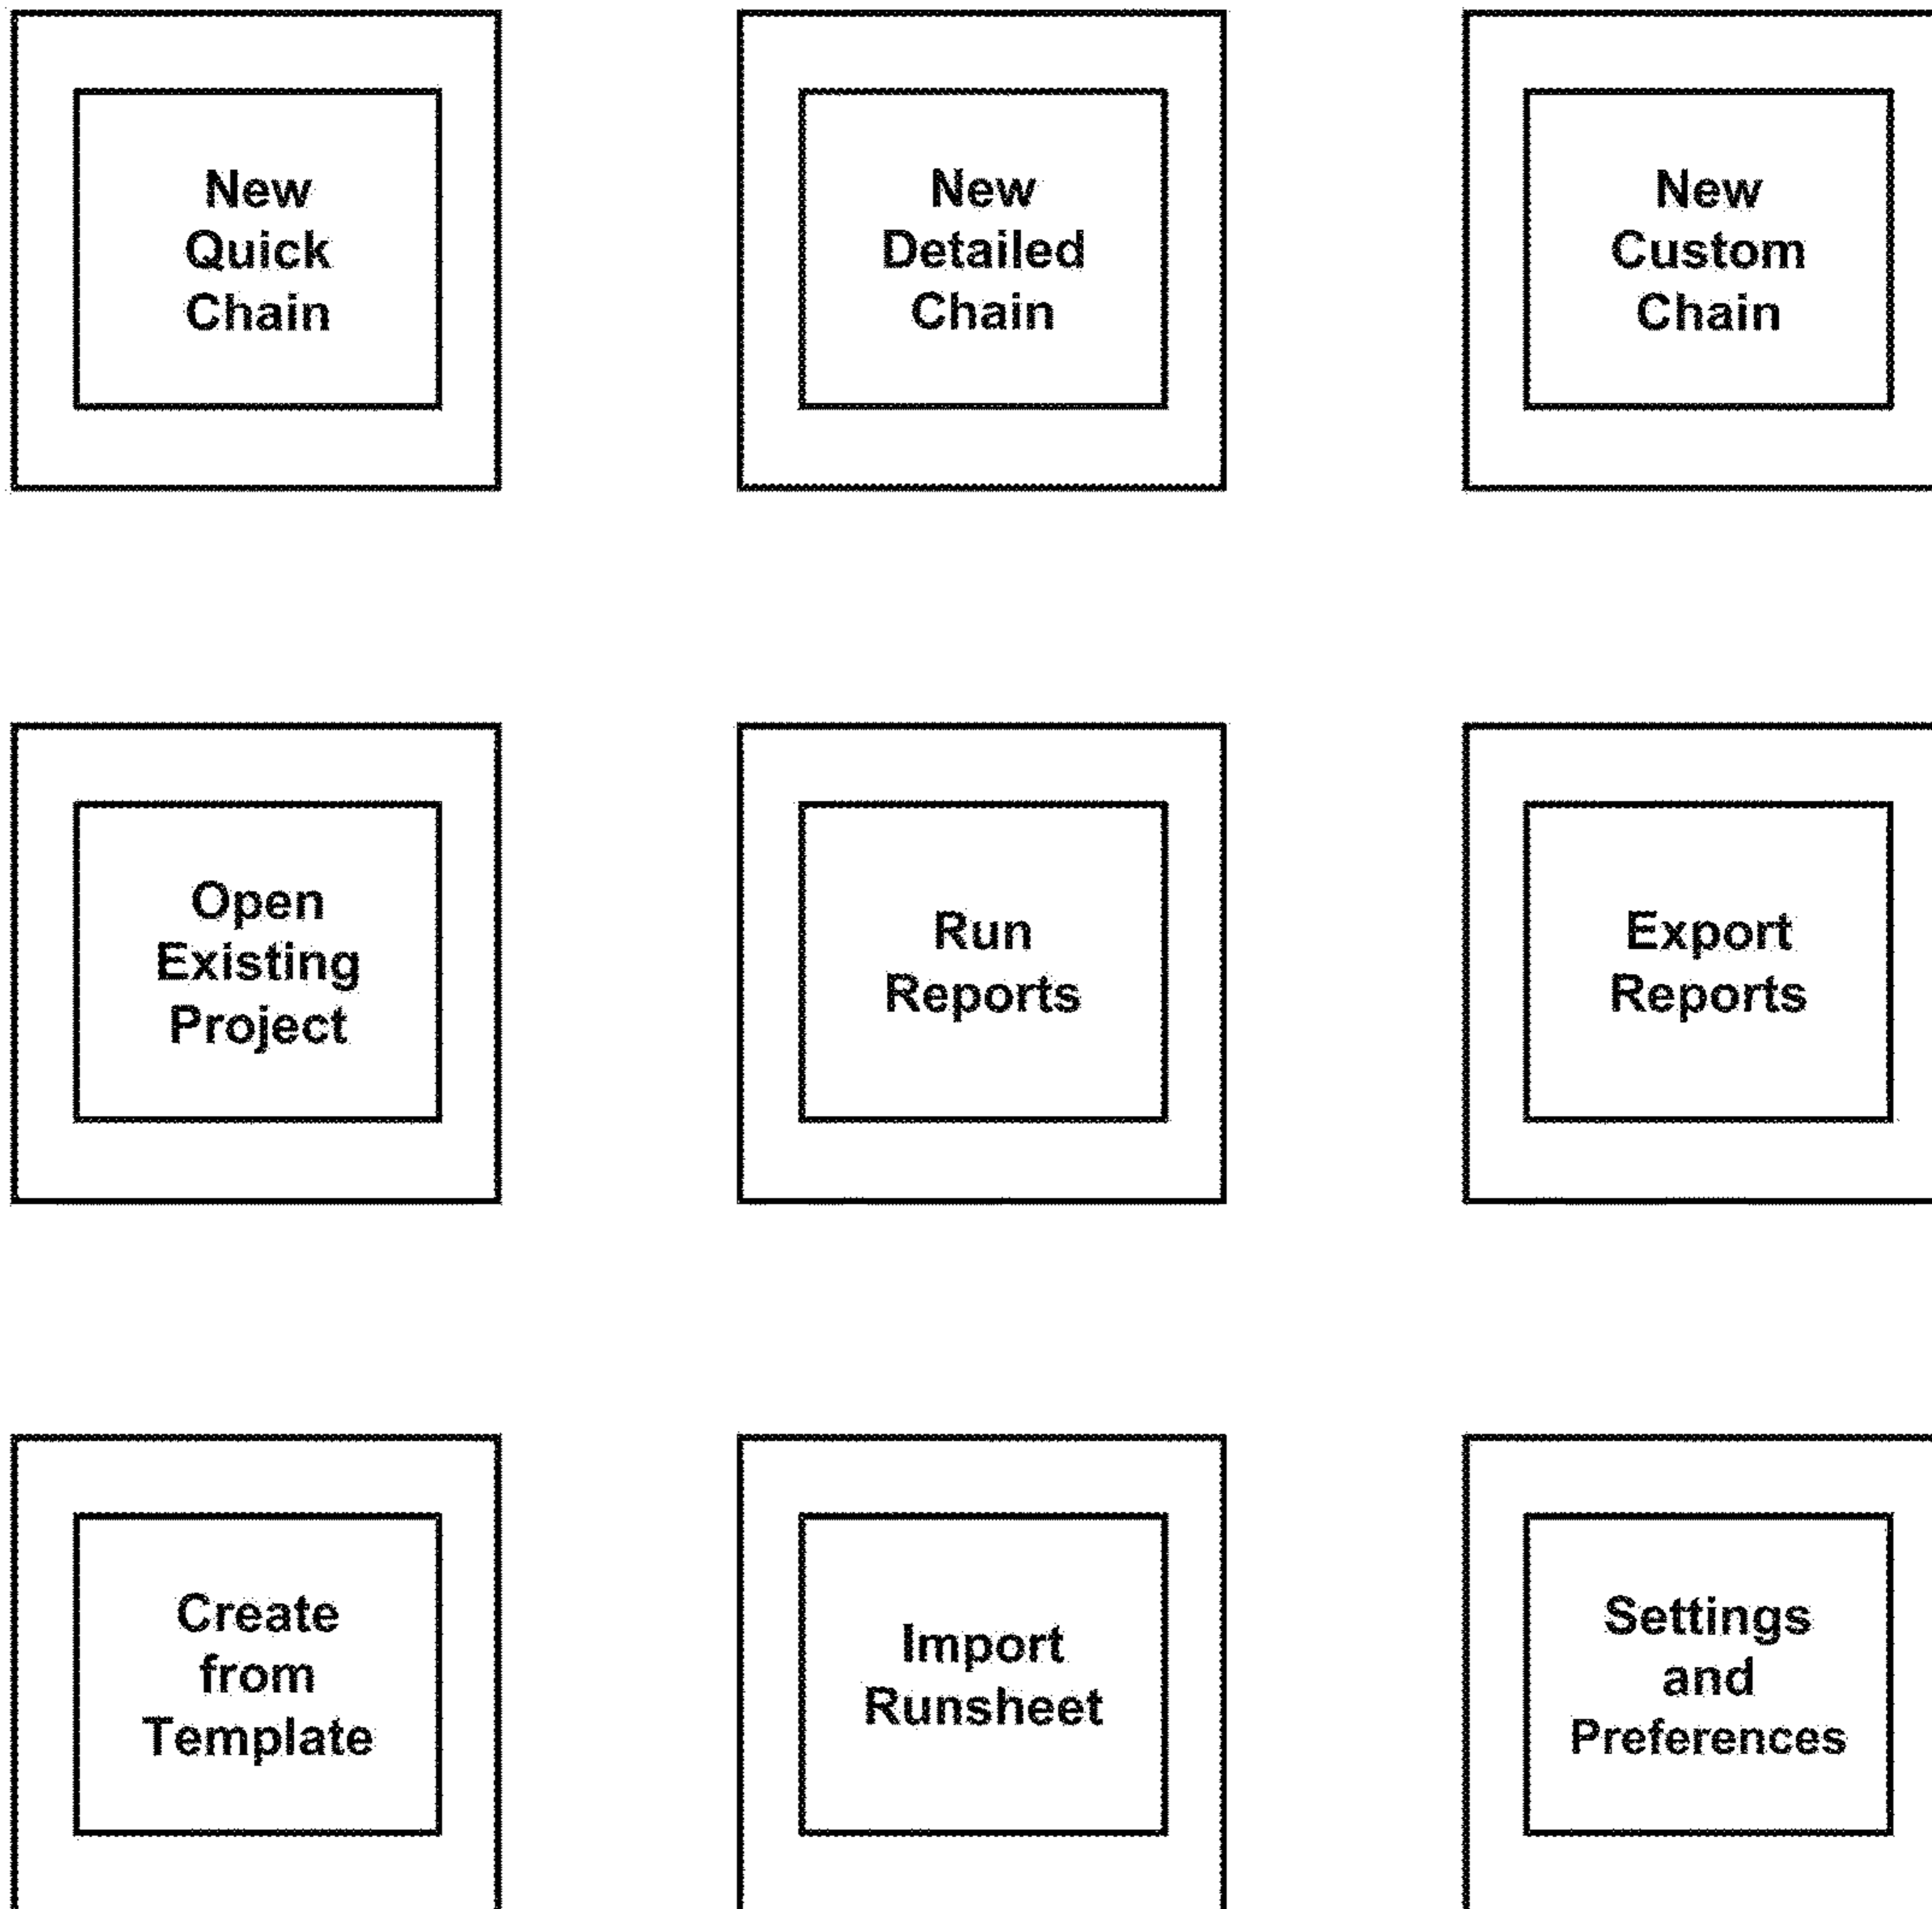 New
Quick
Chain
New
Detailed
Chain
New
Custom
Chain
Open
Existing
Project
Run
Reports
Export
Reports
Create
from
Template
Import
Runsheet
Settings
and
Preferences